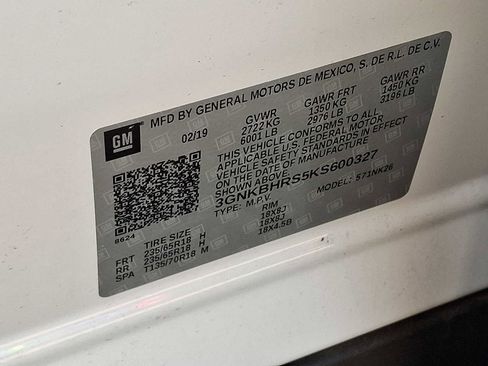 MFD BY GENERAL MOTORS DE MEXICO, S. DE R.L. DE C.V.
GM
02/19 GVWR GAWR FRT GAWR RR
2722 KG 1350 KG 1450 KG
6001 LB 2976 LB 3196 LB
THIS VEHICLE CONFORMS TO ALL
APPLICABLE U.S. FEDERAL MOTOR
VEHICLE SAFETY STANDARDS IN EFFECT
ON THE DATE OF MANUFACTURE
3GNKBHRS5KS600327
TYPE: M.P.V. MODEL: 571NK26
8624
TIRE SIZE RIM
FRT 235/65R18 H 18X8J
RR 235/65R18 H 18X8J
SPA T135/70R18 M 18X4.5B